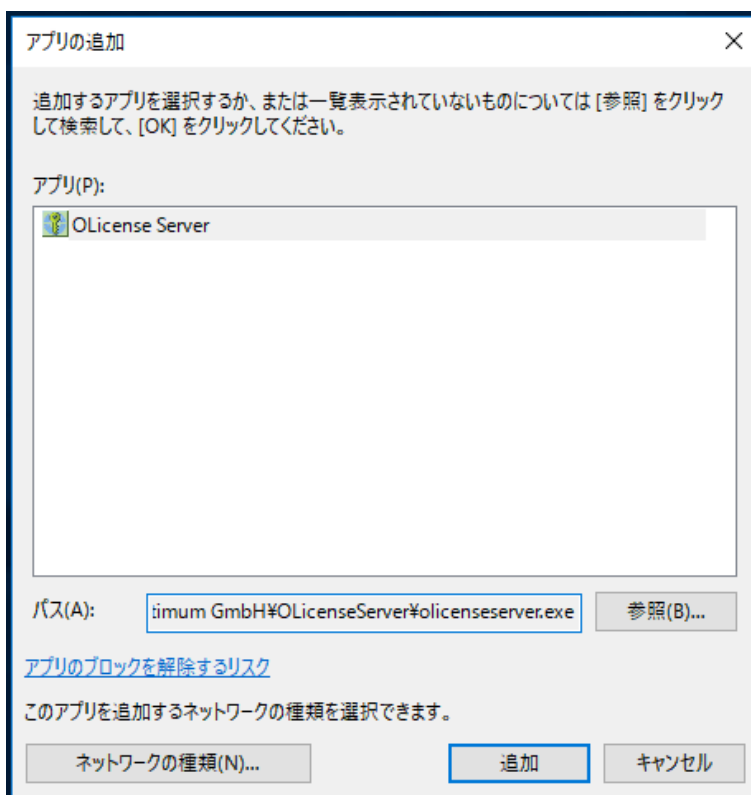 アプリの追加
追加するアプリを選択するか、または一覧表示されていないものについては [参照] をクリック
して検索して、[OK] をクリックしてください。
アプリ(P):
OLicense Server
パス(A):
timum GmbH¥OLicenseServer¥olicenseserver.exe
参照(B)...
アプリのブロックを解除するリスク
このアプリを追加するネットワークの種類を選択できます。
ネットワークの種類(N)...
追加
キャンセル